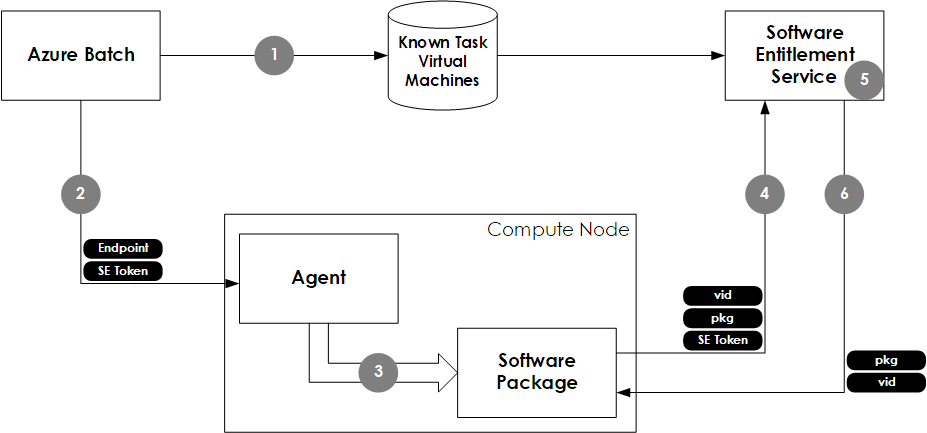 Azure Batch
1
Known Task
Virtual
Machines
Software
Entitlement
Service
5
2
4
6
Endpoint
SE Token
Compute Node
Agent
vid
pkg
SE Token
3
Software
Package
pkg
vid